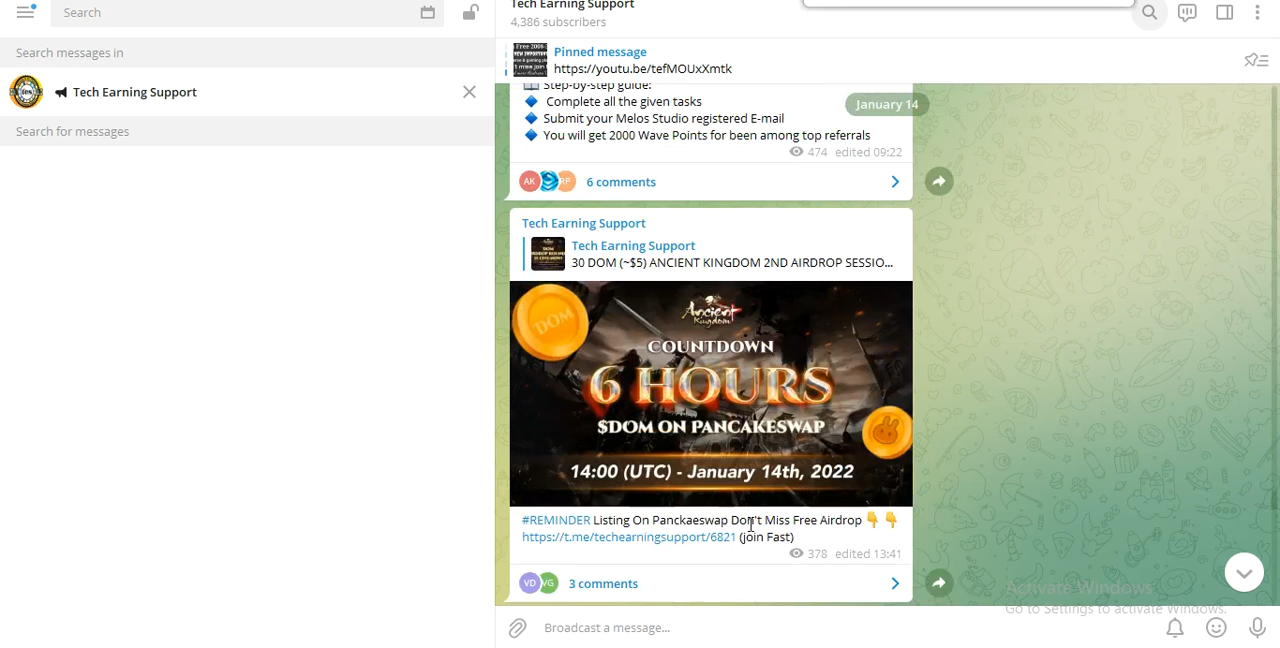 Search
Search messages in
Tech Earning Support
Search for messages
Tech Earning Support
4,386 subscribers
Pinned message
https://youtu.be/tefMOUxXmtk
January 14
Step-by-step guide:
Complete all the given tasks
Submit your Melos Studio registered E-mail
You will get 2000 Wave Points for been among top referrals
474 edited 09:22
AK RP 6 comments
Tech Earning Support
Tech Earning Support
30 DOM (~$5) ANCIENT KINGDOM 2ND AIRDROP SESSIO...
DOM
Ancient
Kingdom
COUNTDOWN
6 HOURS
$DOM ON PANCAKESWAP
14:00 (UTC) - January 14th, 2022
#REMINDER Listing On Panckaeswap Don't Miss Free Airdrop 👇 👇
https://t.me/techearningsupport/6821 (join Fast)
378 edited 13:41
VD VG 3 comments
Activate Windows
Go to Settings to activate Windows.
Broadcast a message...